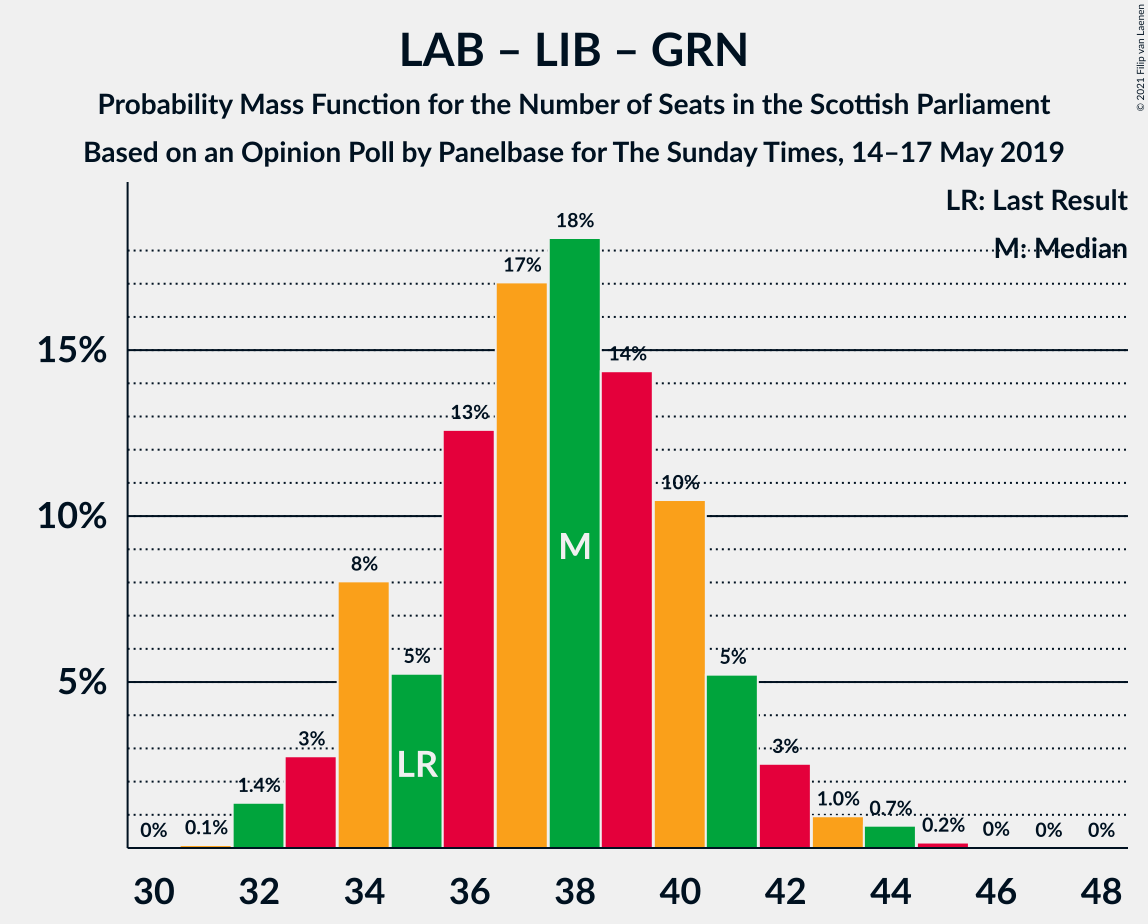 LAB – LIB – GRN
Probability Mass Function for the Number of Seats in the Scottish Parliament
Based on an Opinion Poll by Panelbase for The Sunday Times, 14–17 May 2019
© 2021 Filip van Laenen
LR: Last Result
M: Median
15%
10%
5%
0%
0.1%
1.4%
3%
8%
5%
13%
17%
18%
14%
10%
5%
3%
1.0%
0.7%
0.2%
0%
0%
0%
LR
M
30 32 34 36 38 40 42 44 46 48